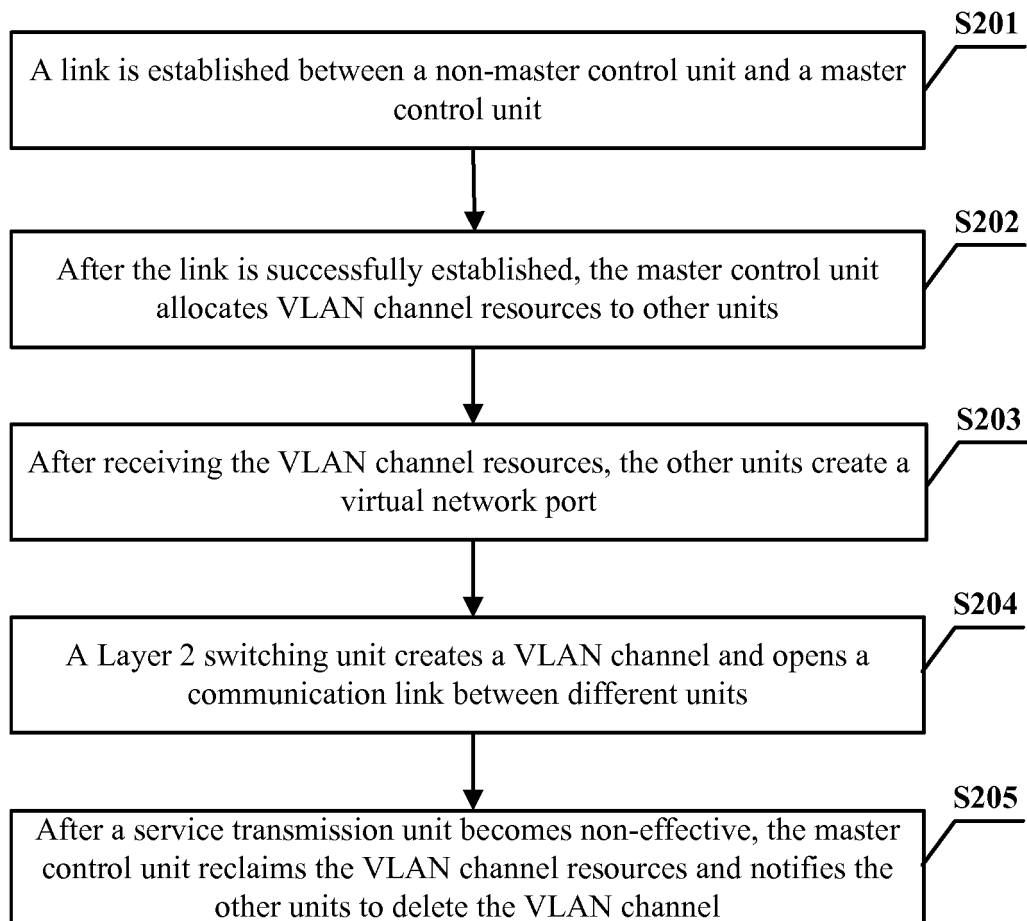 S201
A link is established between a non-master control unit and a master
control unit
S202
After the link is successfully established, the master control unit
allocates VLAN channel resources to other units
S203
After receiving the VLAN channel resources, the other units create a
virtual network port
S204
A Layer 2 switching unit creates a VLAN channel and opens a
communication link between different units
S205
After a service transmission unit becomes non-effective, the master
control unit reclaims the VLAN channel resources and notifies the
other units to delete the VLAN channel